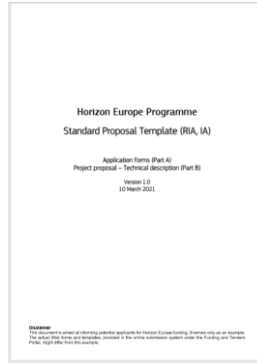 Horizon Europe Programme
Standard Proposal Template (RIA, IA)
Application forms (Part A)
Project proposal – Technical description (Part B)
Version 1.0
10 March 2021
Disclaimer
This document is aimed at informing potential applicants for Horizon Europe funding. It serves only as an example.
The actual Web forms and templates, provided in the online submission system under the Funding and Tenders
Portal, might differ from this example.